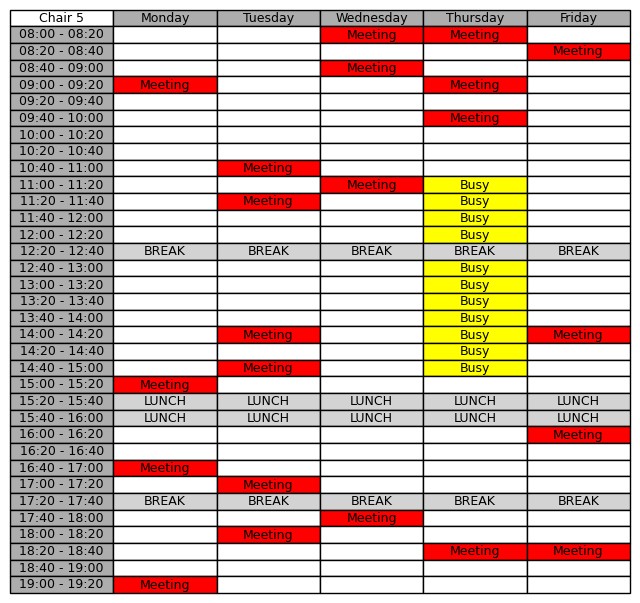 Chair 5 Monday Tuesday Wednesday Thursday Friday
08:00 - 08:20 Meeting Meeting
08:20 - 08:40 Meeting
08:40 - 09:00 Meeting
09:00 - 09:20 Meeting Meeting
09:20 - 09:40
09:40 - 10:00 Meeting
10:00 - 10:20
10:20 - 10:40
10:40 - 11:00 Meeting
11:00 - 11:20 Meeting Busy
11:20 - 11:40 Meeting Busy
11:40 - 12:00 Busy
12:00 - 12:20 Busy
12:20 - 12:40 BREAK BREAK BREAK BREAK BREAK
12:40 - 13:00 Busy
13:00 - 13:20 Busy
13:20 - 13:40 Busy
13:40 - 14:00 Busy
14:00 - 14:20 Meeting Busy Meeting
14:20 - 14:40 Busy
14:40 - 15:00 Meeting Busy
15:00 - 15:20 Meeting
15:20 - 15:40 LUNCH LUNCH LUNCH LUNCH LUNCH
15:40 - 16:00 LUNCH LUNCH LUNCH LUNCH LUNCH
16:00 - 16:20 Meeting
16:20 - 16:40
16:40 - 17:00 Meeting
17:00 - 17:20 Meeting
17:20 - 17:40 BREAK BREAK BREAK BREAK BREAK
17:40 - 18:00 Meeting
18:00 - 18:20 Meeting
18:20 - 18:40 Meeting Meeting
18:40 - 19:00
19:00 - 19:20 Meeting